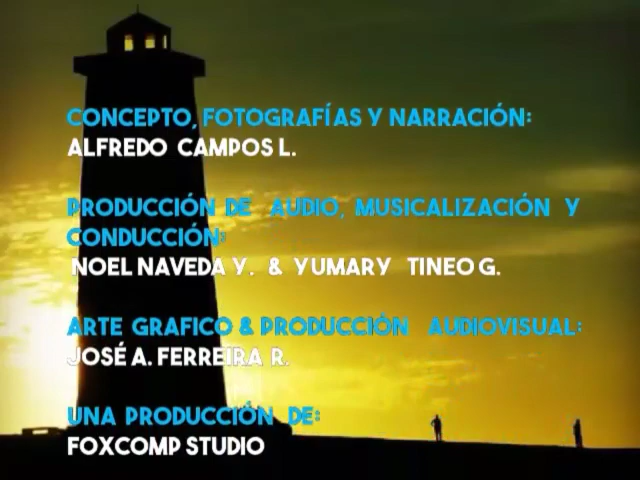 CONCEPTO, FOTOGRAFÍAS Y NARRACIÓN:
ALFREDO CAMPOS L.
PRODUCCIÓN DE AUDIO, MUSICALIZACIÓN Y
CONDUCCIÓN:
NOEL NAVEDA Y. & YUMARY TINEO G.
ARTE GRAFICO & PRODUCCIÓN AUDIOVISUAL:
JOSÉ A. FERREIRA R.
UNA PRODUCCIÓN DE:
FOXCOMP STUDIO